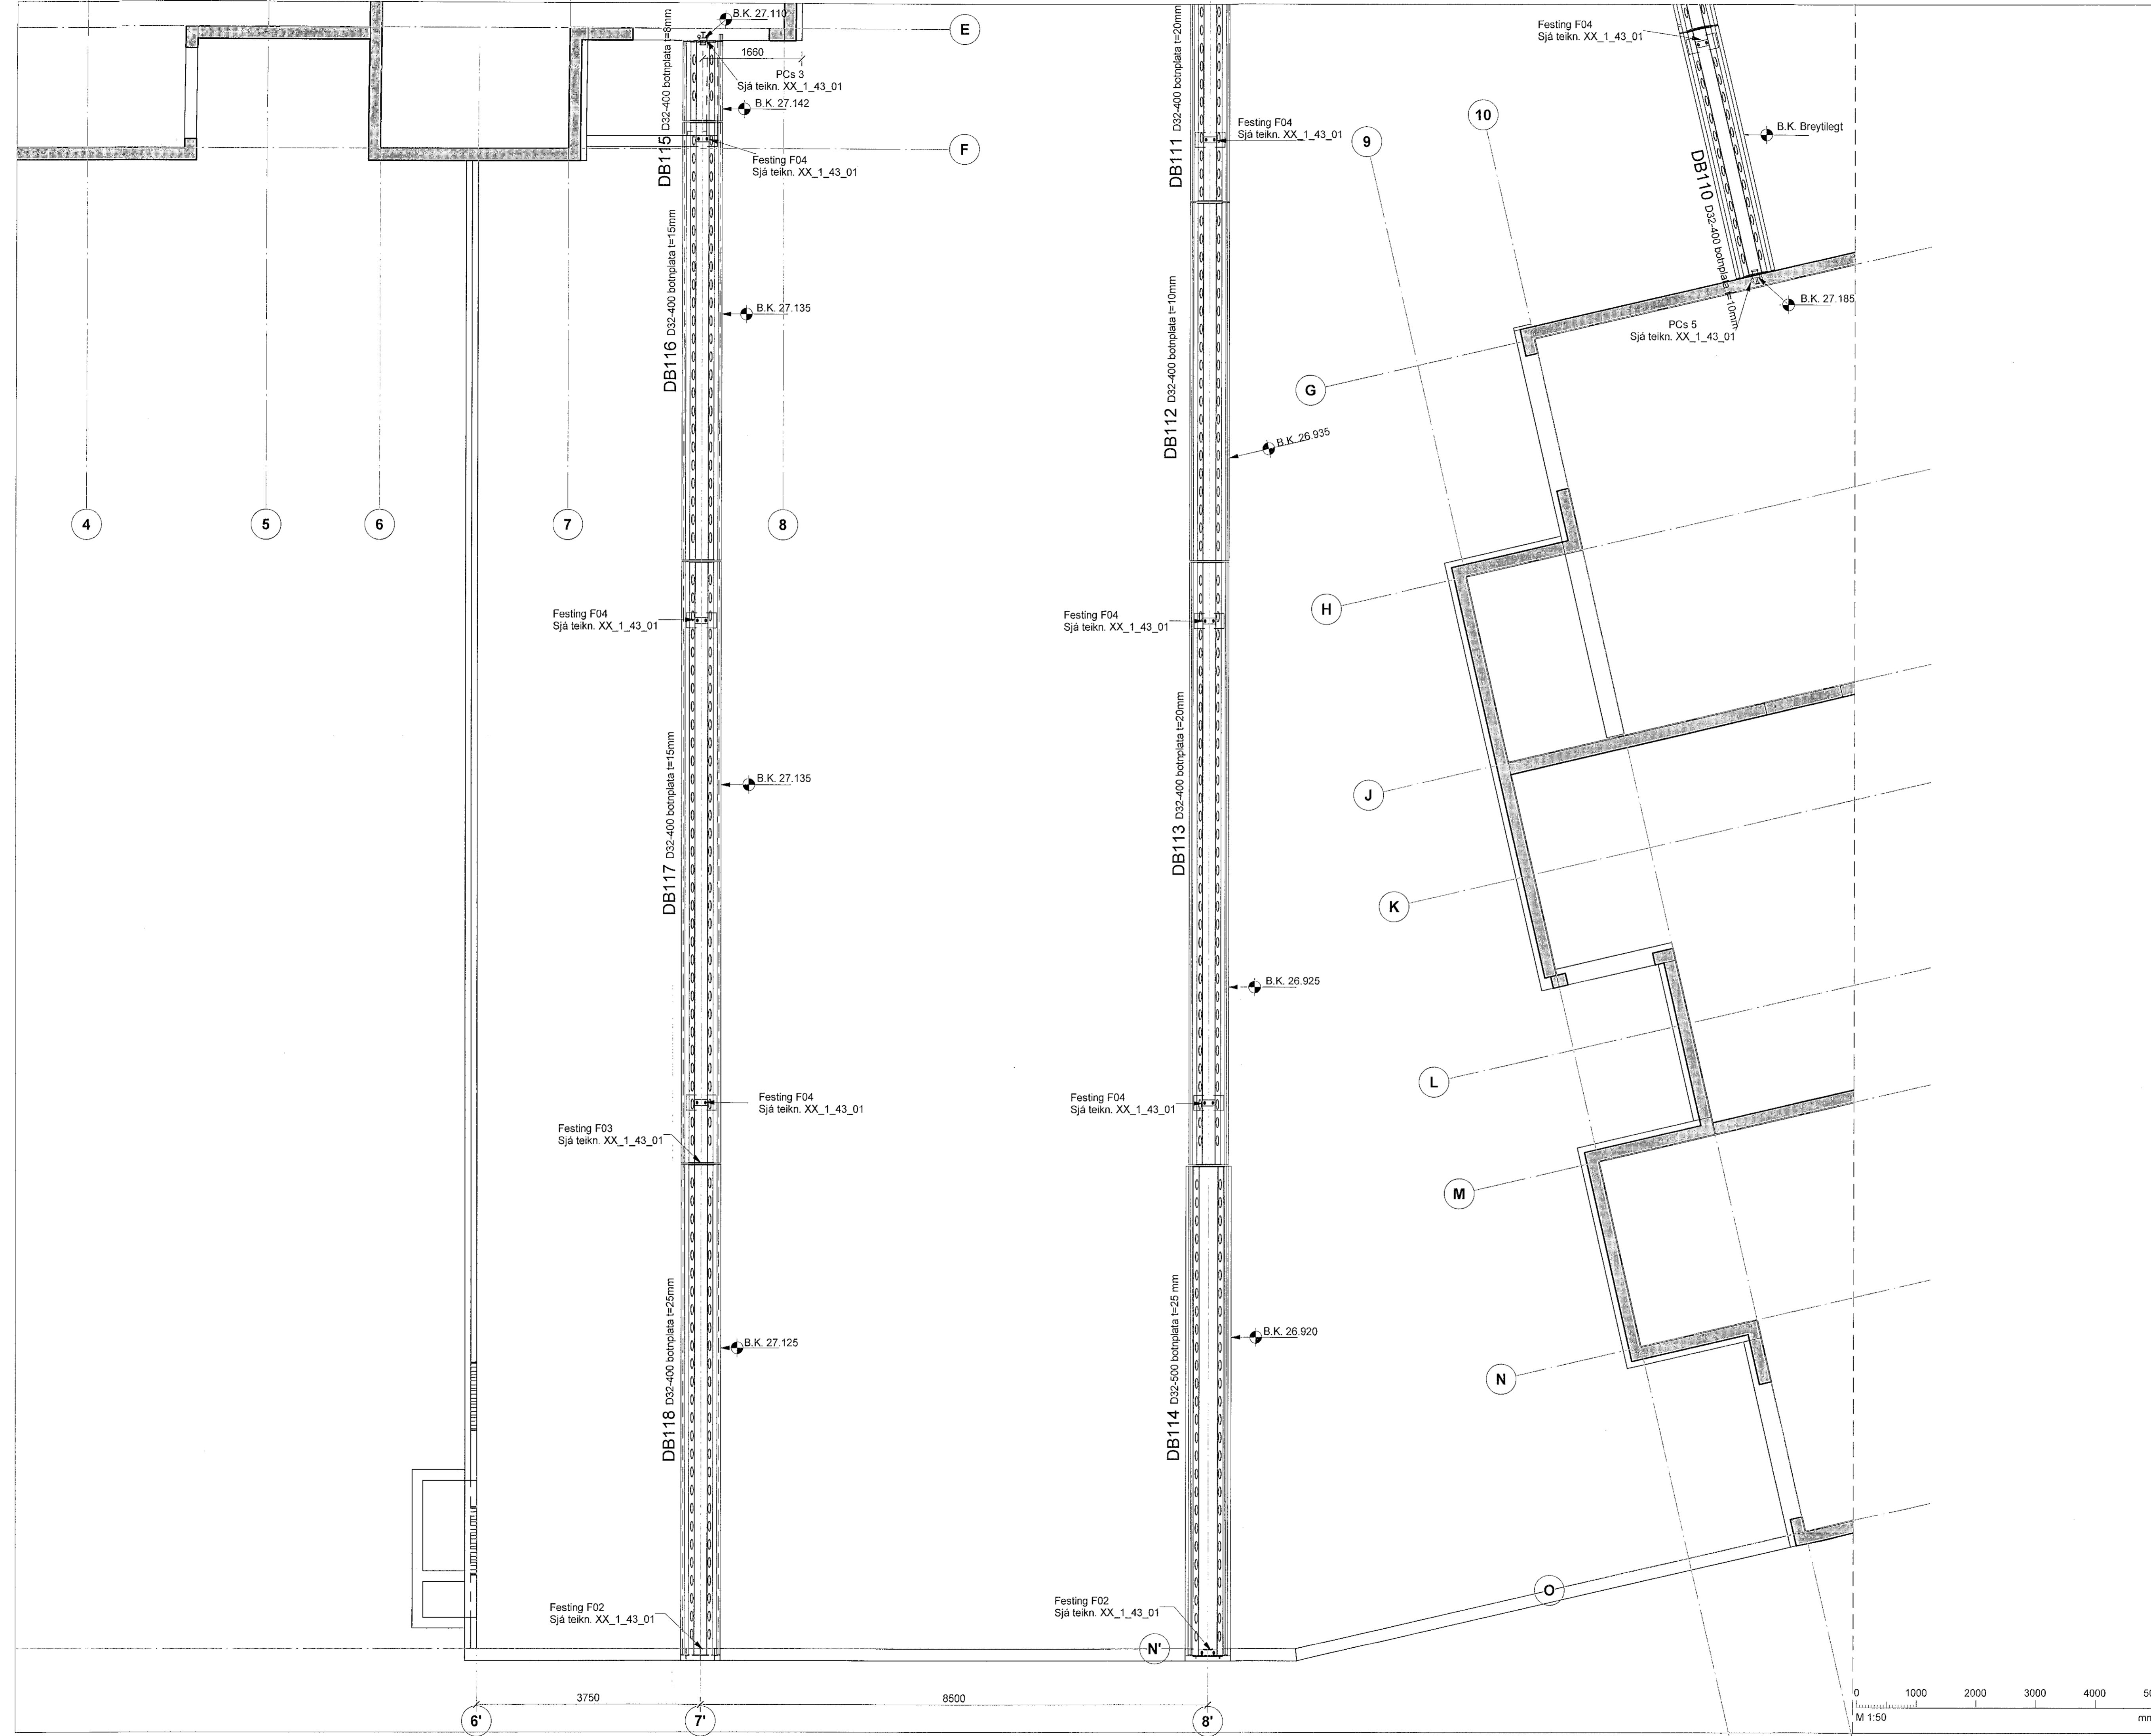 B.K. 27.110
E
1660
PCs 3
Sjá teikn. XX_1_43_01
B.K. 27.142
DB115 D32-400 botnplata t=8mm
F
Festing F04
Sjá teikn. XX_1_43_01
DB111 D32-400 botnplata t=20mm
Festing F04
Sjá teikn. XX_1_43_01
Festing F04
Sjá teikn. XX_1_43_01
9
10
B.K. Breytilegt
DB110 D32-400 botnplata t=10mm
B.K. 27.185
PCs 5
Sjá teikn. XX_1_43_01
DB116 D32-400 botnplata t=15mm
B.K. 27.135
DB112 D32-400 botnplata t=10mm
B.K. 26.935
G
4
5
6
7
8
H
Festing F04
Sjá teikn. XX_1_43_01
Festing F04
Sjá teikn. XX_1_43_01
DB117 D32-400 botnplata t=15mm
B.K. 27.135
DB113 D32-400 botnplata t=20mm
J
K
B.K. 26.925
L
Festing F04
Sjá teikn. XX_1_43_01
Festing F04
Sjá teikn. XX_1_43_01
Festing F03
Sjá teikn. XX_1_43_01
M
DB118 D32-400 botnplata t=25mm
B.K. 27.125
DB114 D32-500 botnplata t=25 mm
B.K. 26.920
N
O
Festing F02
Sjá teikn. XX_1_43_01
Festing F02
Sjá teikn. XX_1_43_01
N'
3750
8500
6'
7'
8'
0 1000 2000 3000 4000
M 1:50